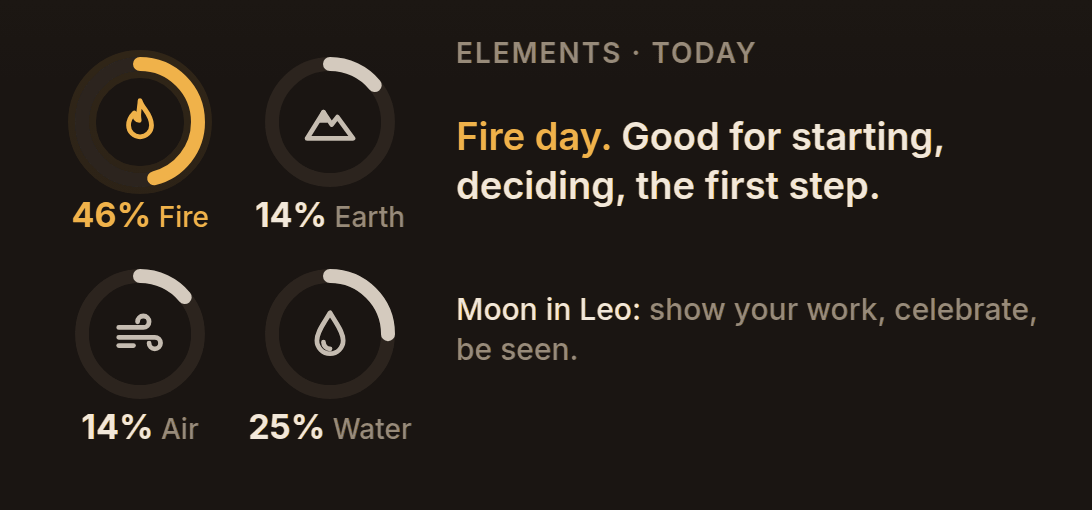 46% Fire
14% Earth
14% Air
25% Water
ELEMENTS · TODAY
Fire day. Good for starting,
deciding, the first step.
Moon in Leo: show your work, celebrate,
be seen.